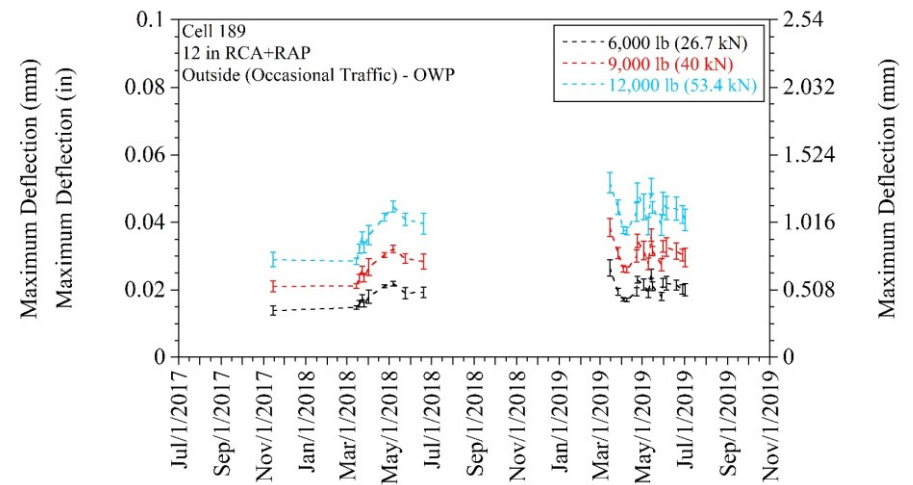 Cell 189
12 in RCA+RAP
Outside (Occasional Traffic) - OWP
6,000 lb (26.7 kN)
9,000 lb (40 kN)
12,000 lb (53.4 kN)
Maximum Deflection (mm)
Maximum Deflection (in)
0.1
0.08
0.06
0.04
0.02
0
2.54
2.032
1.524
1.016
0.508
0
Maximum Deflection (mm)
Jul/1/2017
Sep/1/2017
Nov/1/2017
Jan/1/2018
Mar/1/2018
May/1/2018
Jul/1/2018
Sep/1/2018
Nov/1/2018
Jan/1/2019
Mar/1/2019
May/1/2019
Jul/1/2019
Sep/1/2019
Nov/1/2019